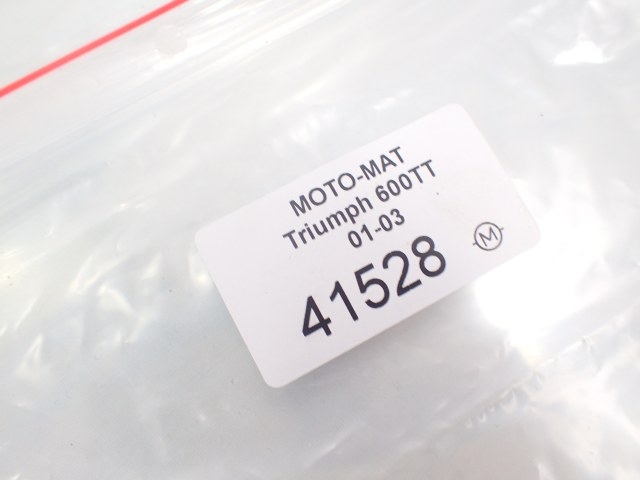 MOTO-MAT
Triumph 600TT
01-03
41528
M